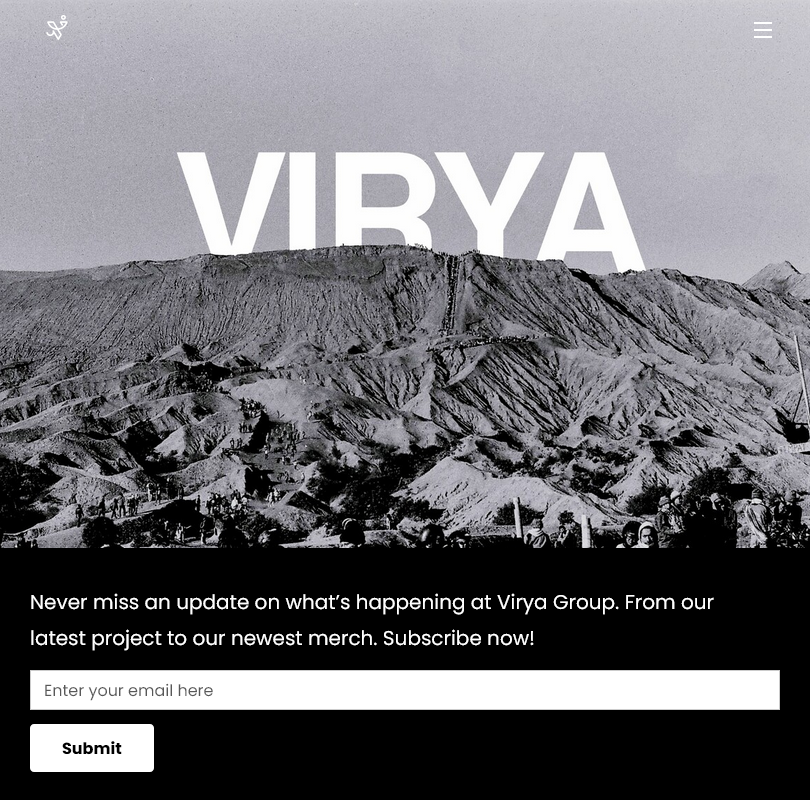 VIRYA
Never miss an update on what’s happening at Virya Group. From our
latest project to our newest merch. Subscribe now!
Enter your email here
Submit